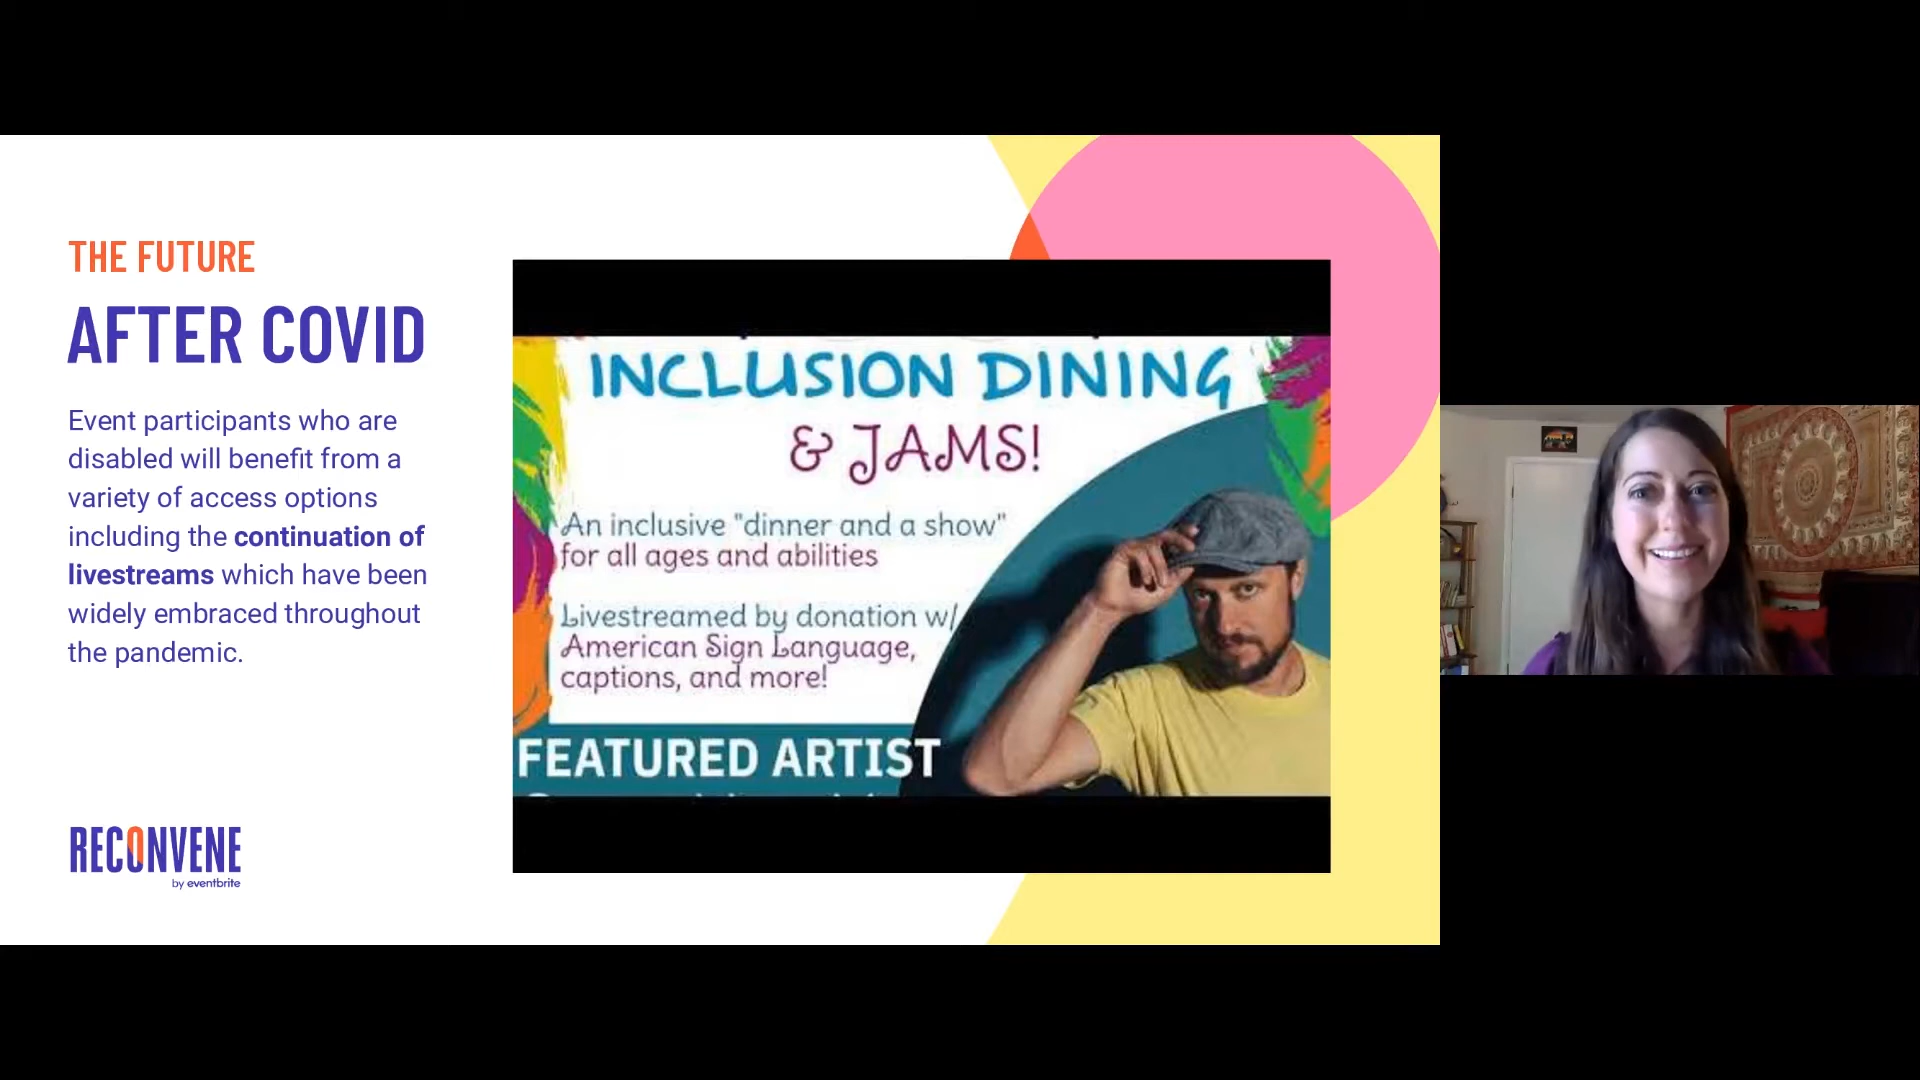 THE FUTURE
AFTER COVID
Event participants who are
disabled will benefit from a
variety of access options
including the continuation of
livestreams which have been
widely embraced throughout
the pandemic.
RECONVENE
by eventbrite
INCLUSION DINING
& JAMS!
An inclusive "dinner and a show"
for all ages and abilities
Livestreamed by donation w/
American Sign Language,
captions, and more!
FEATURED ARTIST